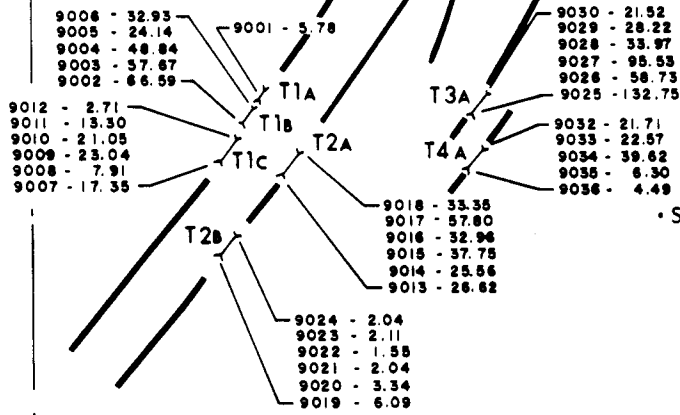 9006 - 32.93
9005 - 24.14
9004 - 48.84
9003 - 37.67
9002 - 66.59
9001 - 5.78
T1A
T1B
T1C
9012 - 2.71
9011 - 13.30
9010 - 21.05
9009 - 23.04
9008 - 7.91
9007 - 17.35
T2A
T2B
9018 - 33.35
9017 - 57.80
9016 - 32.96
9015 - 37.75
9014 - 25.56
9013 - 26.62
9024 - 2.04
9023 - 2.11
9022 - 1.55
9021 - 2.04
9020 - 3.34
9019 - 6.09
T3A
9030 - 21.52
9029 - 28.22
9028 - 33.97
9027 - 95.53
9026 - 58.73
9025 - 132.75
T4A
9032 - 21.71
9033 - 22.57
9034 - 39.62
9035 - 6.30
9036 - 4.49
• S